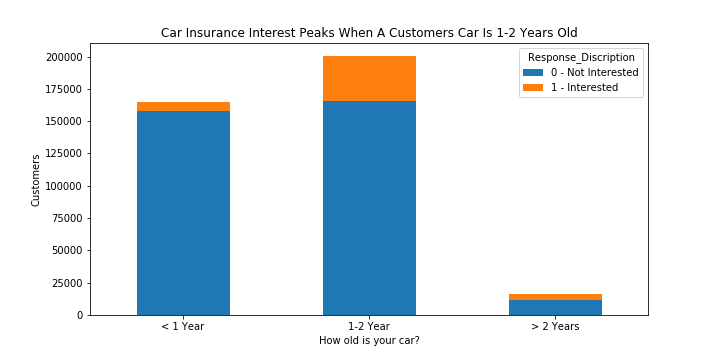 Car Insurance Interest Peaks When A Customers Car Is 1-2 Years Old
Response_Discription
0 - Not Interested
1 - Interested
Customers
200000
175000
150000
125000
100000
75000
50000
25000
0
< 1 Year
1-2 Year
> 2 Years
How old is your car?